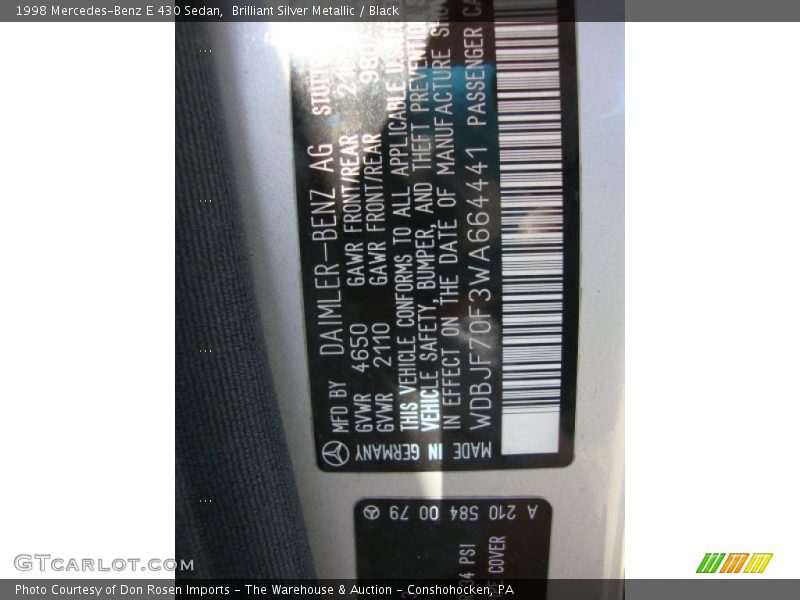 1998 Mercedes-Benz E 430 Sedan, Brilliant Silver Metallic / Black
MFD BY DAIMLER-BENZ AG
GVWR 4650 GAWR FRONT/REAR
GVWR 2110 GAWR FRONT/REAR
THIS VEHICLE CONFORMS TO ALL APPLICABLE
VEHICLE SAFETY, BUMPER, AND THEFT
IN EFFECT ON THE DATE OF MANUFACTURE
WDBJF70F3WA664441 PASSENGER
MADE IN GERMANY
A 210 584 00 79
PSI
COVER
GTCarlot.com
Photo Courtesy of Don Rosen Imports - The Warehouse & Auction - Conshohocken, PA